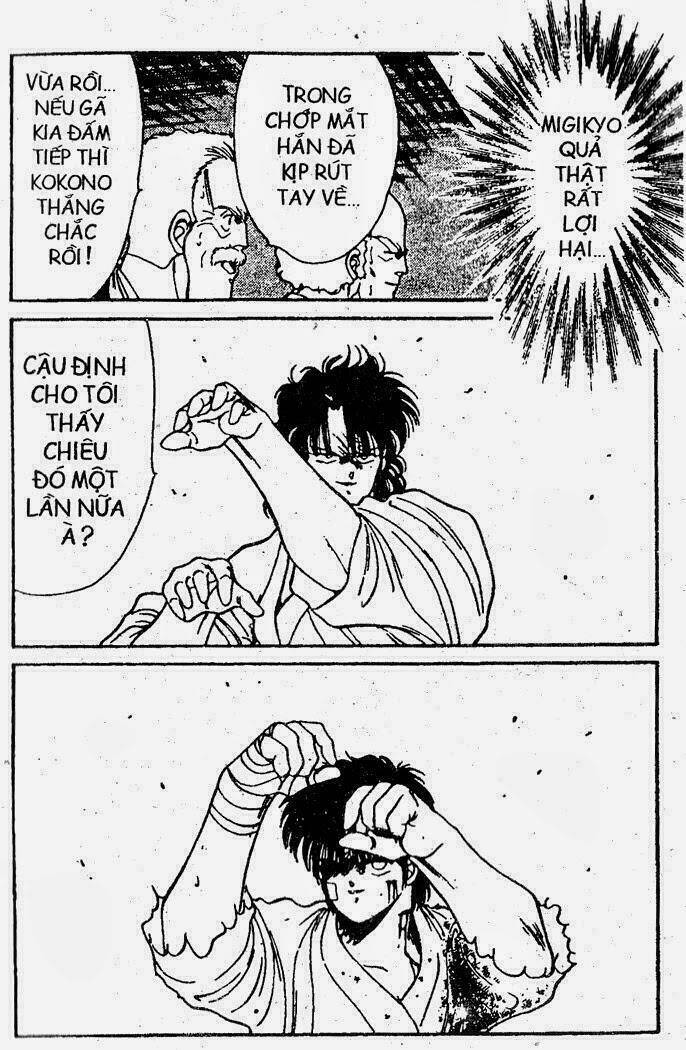 VỪA RỒI...
NẾU GÃ
KIA ĐẤM
TIẾP THÌ
KOKONO
THẮNG
CHẮC
RỒI!
TRONG
CHỚP MẮT
HẮN ĐÃ
KỊP RÚT
TAY VỀ...
MIGIKYO
QUẢ
THẬT
RẤT
LỢI
HẠI...
CẬU ĐỊNH
CHO TÔI
THẤY
CHIÊU
ĐÓ MỘT
LẦN NỮA
À?